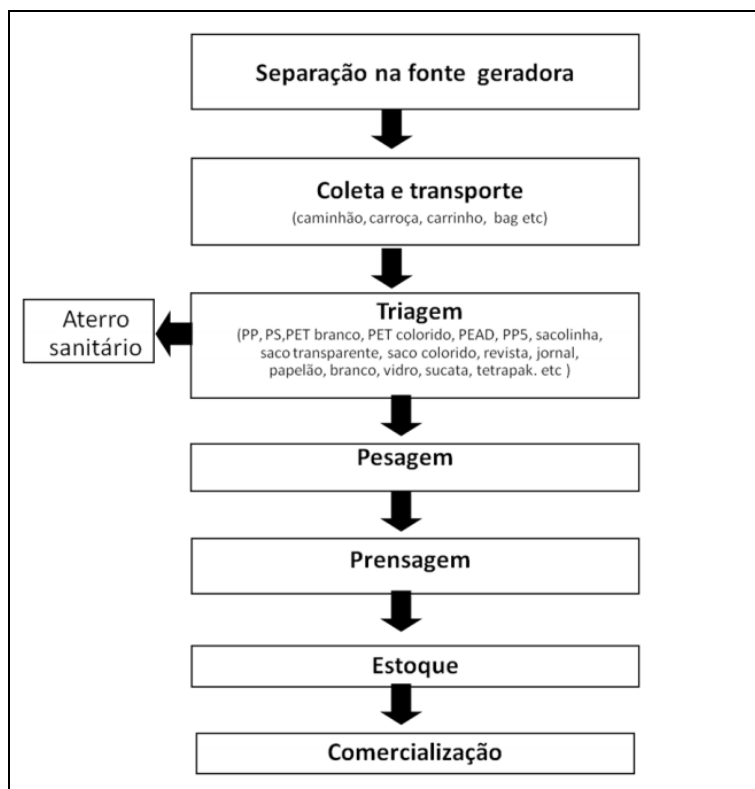 Separação na fonte geradora
Coleta e transporte
(caminhão, carroça, carrinho, bag etc)
Triagem
(PP, PS,PET branco, PET colorido, PEAD, PP5, sacolinha,
saco transparente, saco colorido, revista, jornal,
papelão, branco, vidro, sucata, tetrapak. etc )
Aterro
sanitário
Pesagem
Prensagem
Estoque
Comercialização